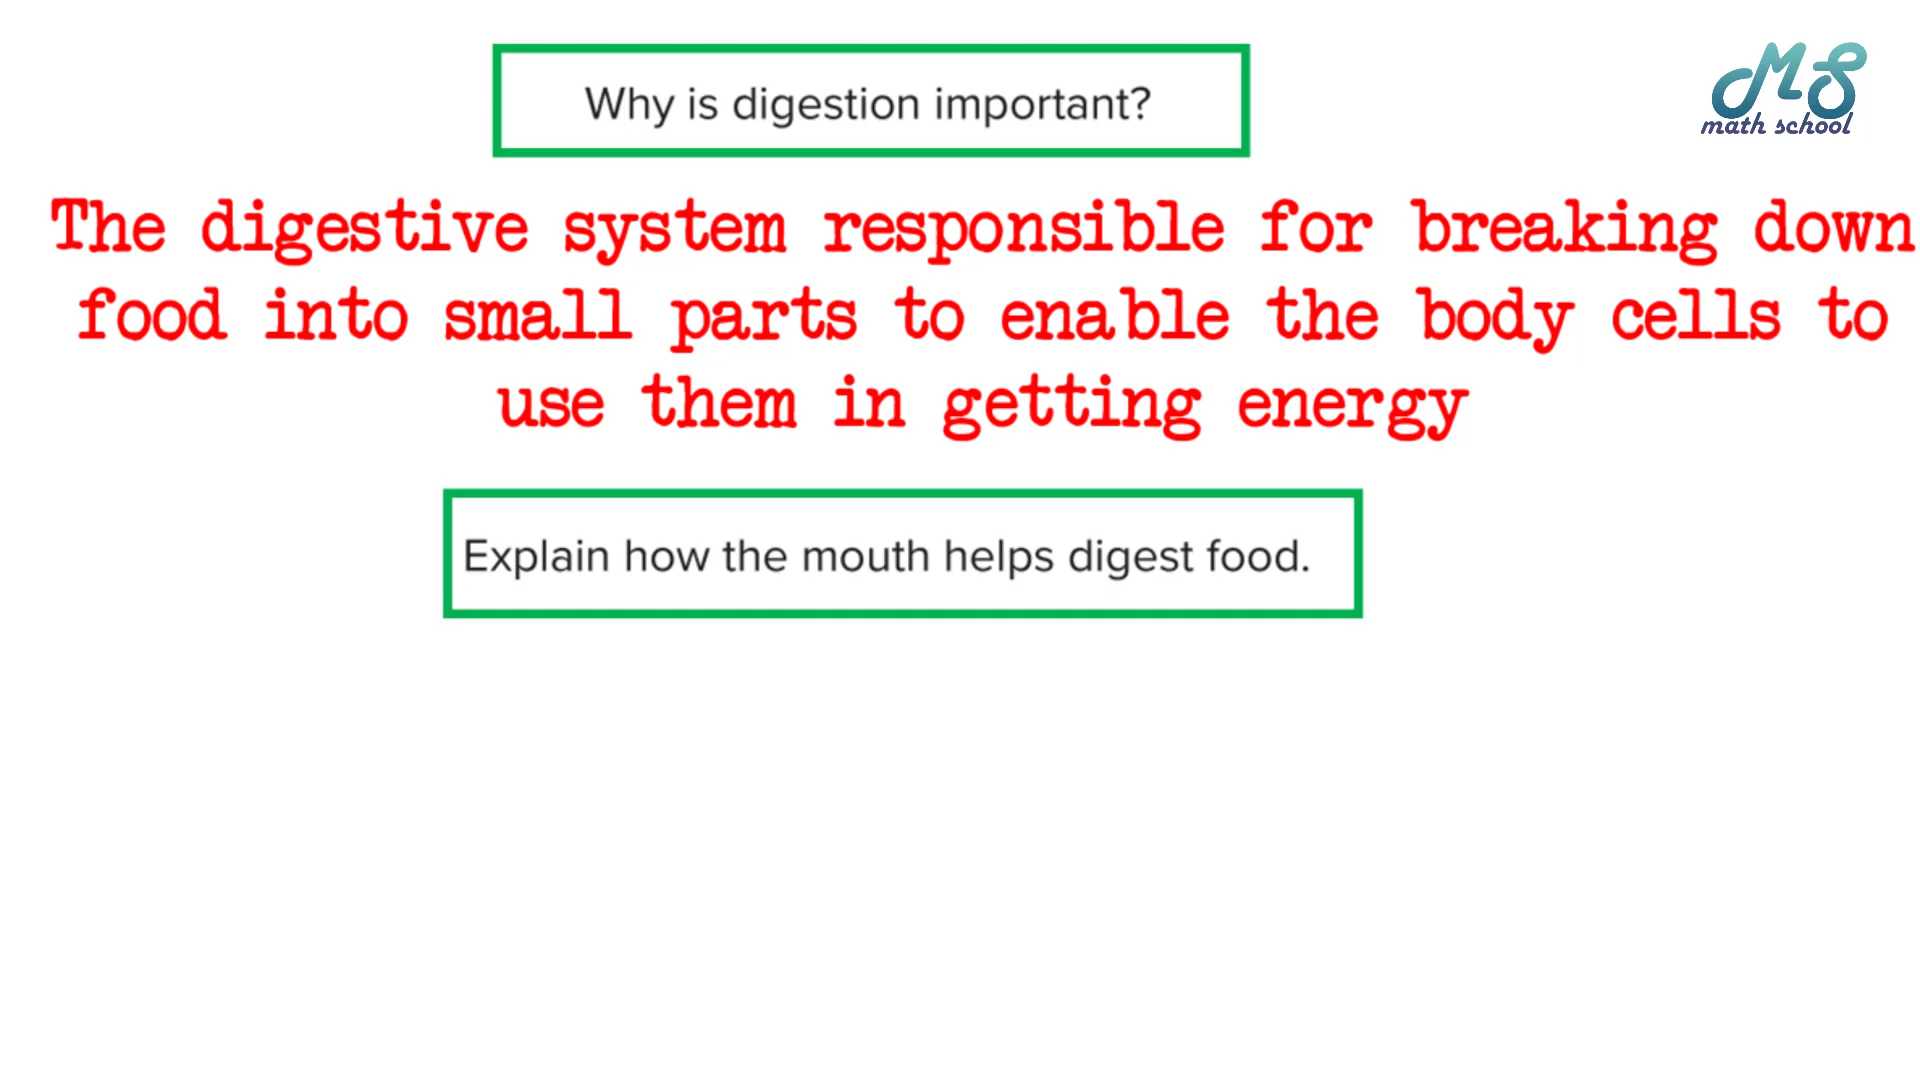 Why is digestion important?
MS
math school
The digestive system responsible for breaking down
food into small parts to enable the body cells to
use them in getting energy
Explain how the mouth helps digest food.